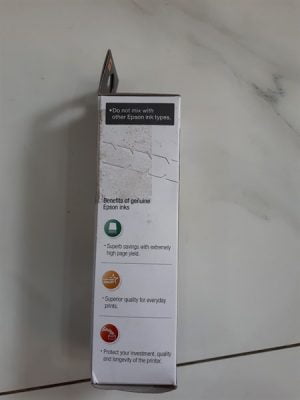 •Do not mix with
other Epson ink types.
Benefits of genuine
Epson inks
• Superb savings with extremely
high page yield.
• Superior quality for everyday
prints.
• Protect your investment, quality
and longevity of the printer.